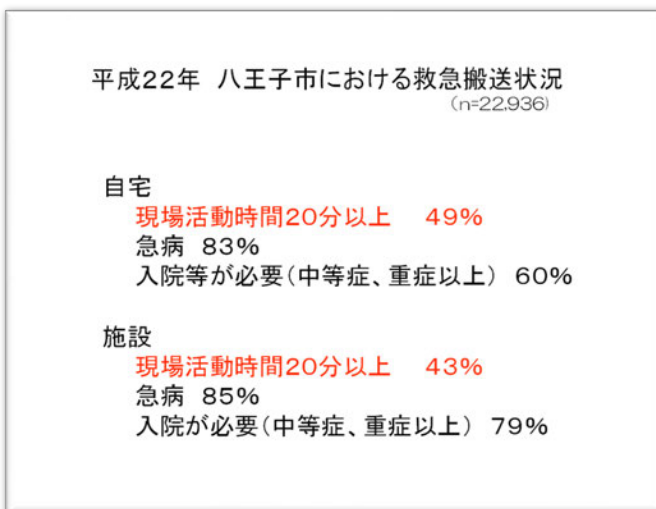 平成22年 八王子市における救急搬送状況
(n=22,936)
自宅
現場活動時間20分以上 49%
急病 83%
入院等が必要(中等症、重症以上) 60%
施設
現場活動時間20分以上 43%
急病 85%
入院が必要(中等症、重症以上) 79%